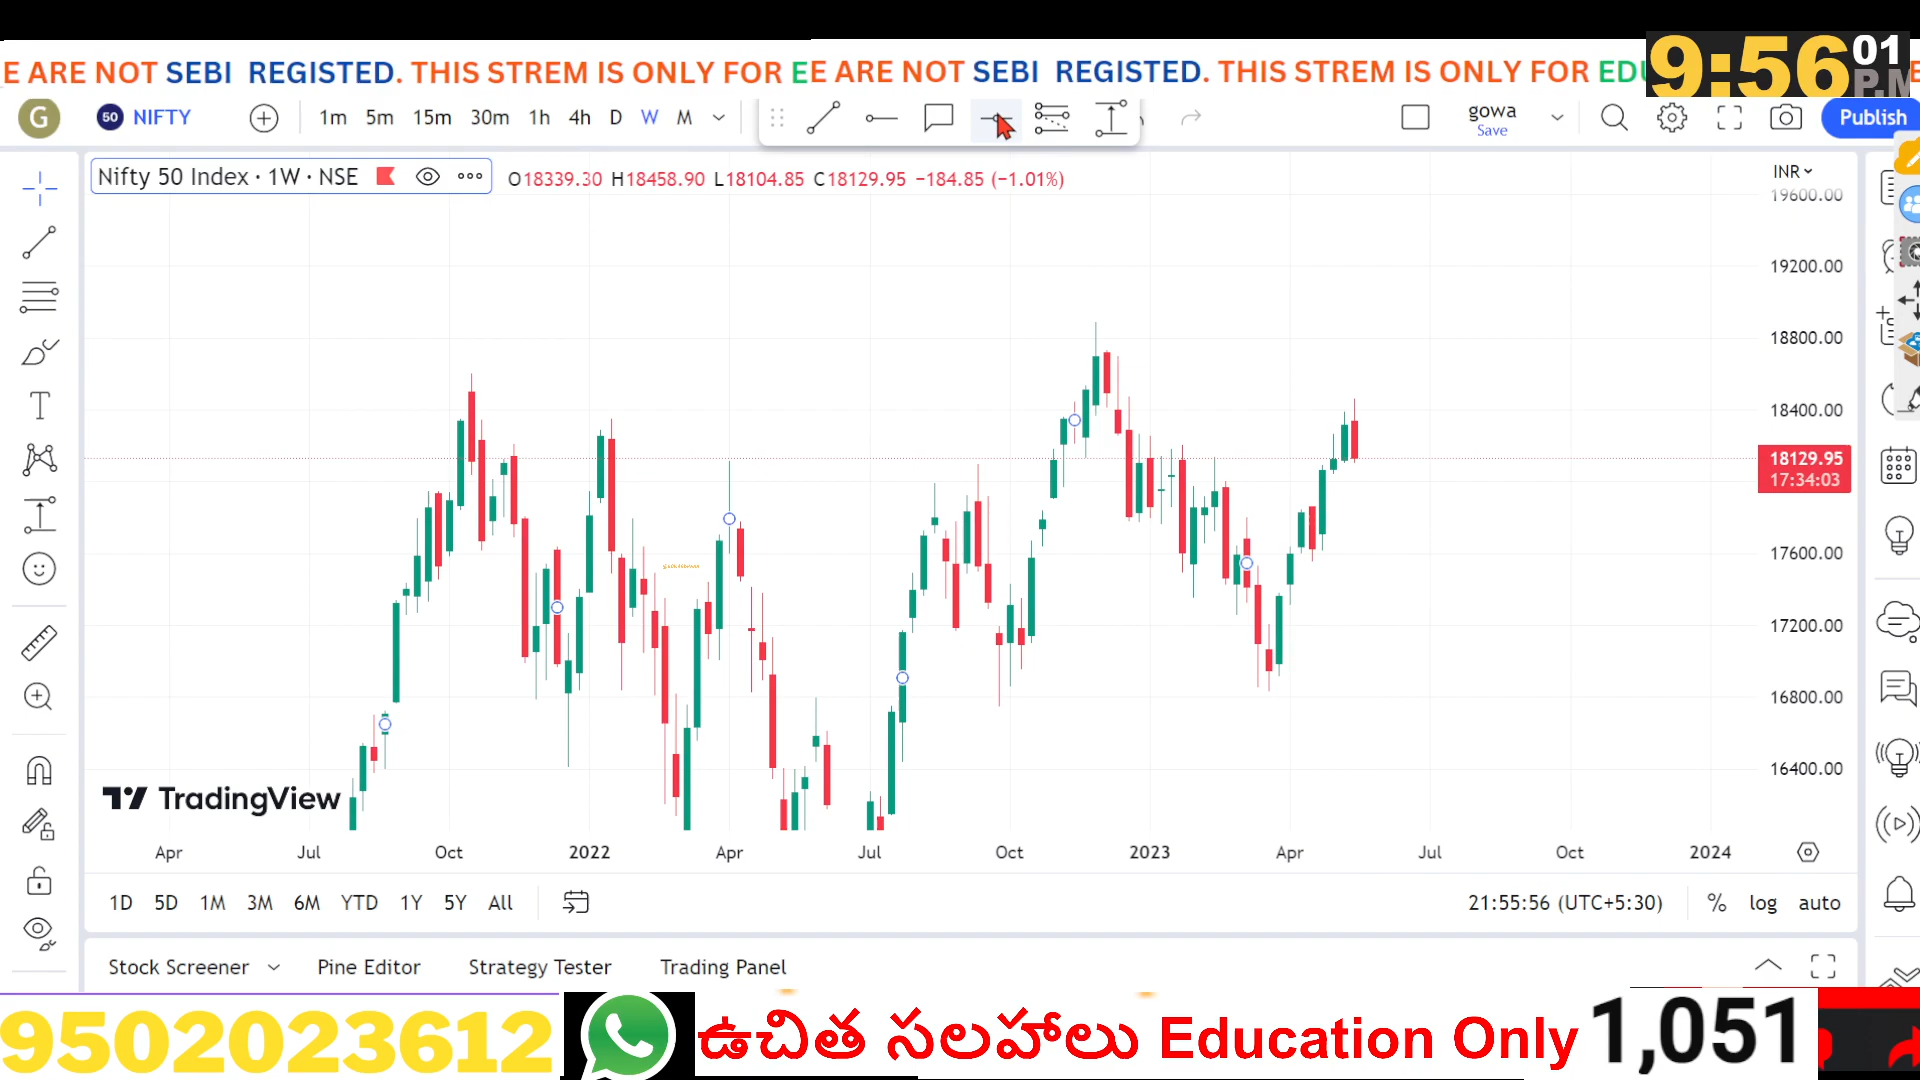 E ARE NOT SEBI REGISTED. THIS STREM IS ONLY FOR EE ARE NOT SEBI REGISTED. THIS STREM IS ONLY FOR EDU
9:56 01 P.M
G 50 NIFTY 1m 5m 15m 30m 1h 4h D W M gowa Save Publish
Nifty 50 Index · 1W · NSE O18339.30 H18458.90 L18104.85 C18129.95 −184.85 (−1.01%)
INR
19600.00
19200.00
18800.00
18400.00
18129.95
17:34:03
17600.00
17200.00
16800.00
16400.00
TradingView
Apr Jul Oct 2022 Apr Jul Oct 2023 Apr Jul Oct 2024
1D 5D 1M 3M 6M YTD 1Y 5Y All 21:55:56 (UTC+5:30) % log auto
Stock Screener Pine Editor Strategy Tester Trading Panel
9502023612 ఉచిత సలహాలు Education Only 1,051